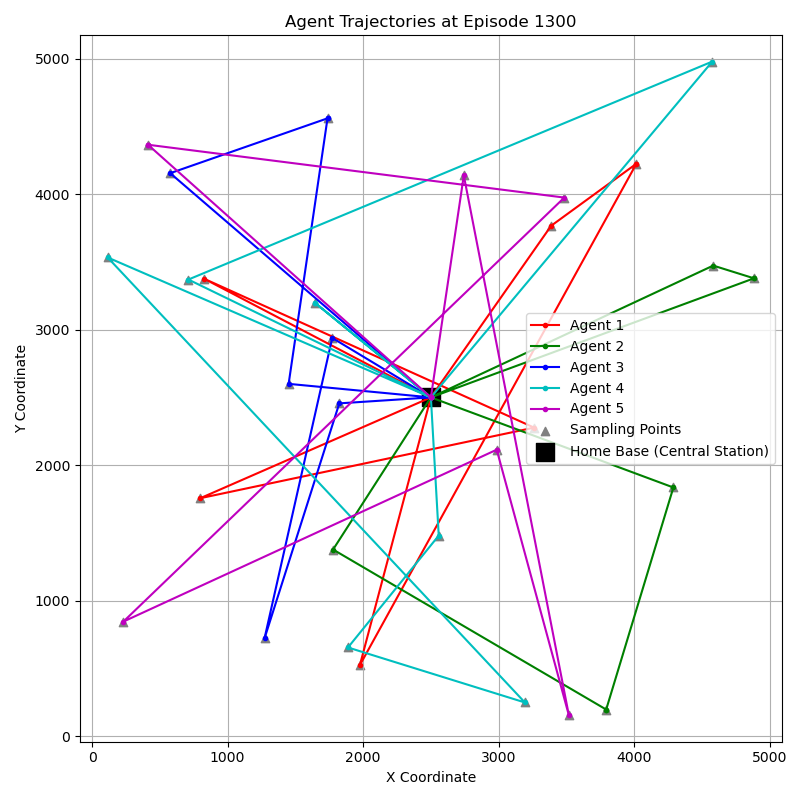 Agent Trajectories at Episode 1300
5000
4000
3000
2000
1000
0
Y Coordinate
Agent 1
Agent 2
Agent 3
Agent 4
Agent 5
Sampling Points
Home Base (Central Station)
0 1000 2000 3000 4000 5000
X Coordinate